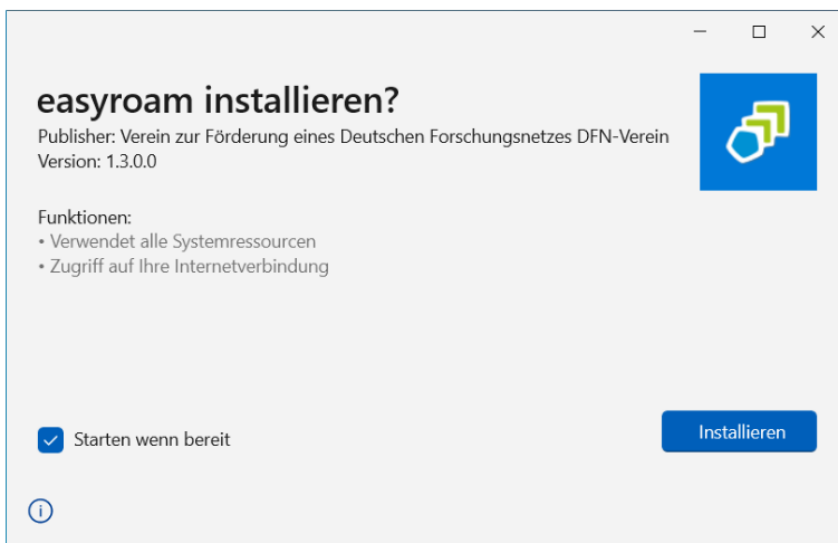 easyroam installieren?
Publisher: Verein zur Förderung eines Deutschen Forschungsnetzes DFN-Verein
Version: 1.3.0.0
Funktionen:
• Verwendet alle Systemressourcen
• Zugriff auf Ihre Internetverbindung
Starten wenn bereit
Installieren